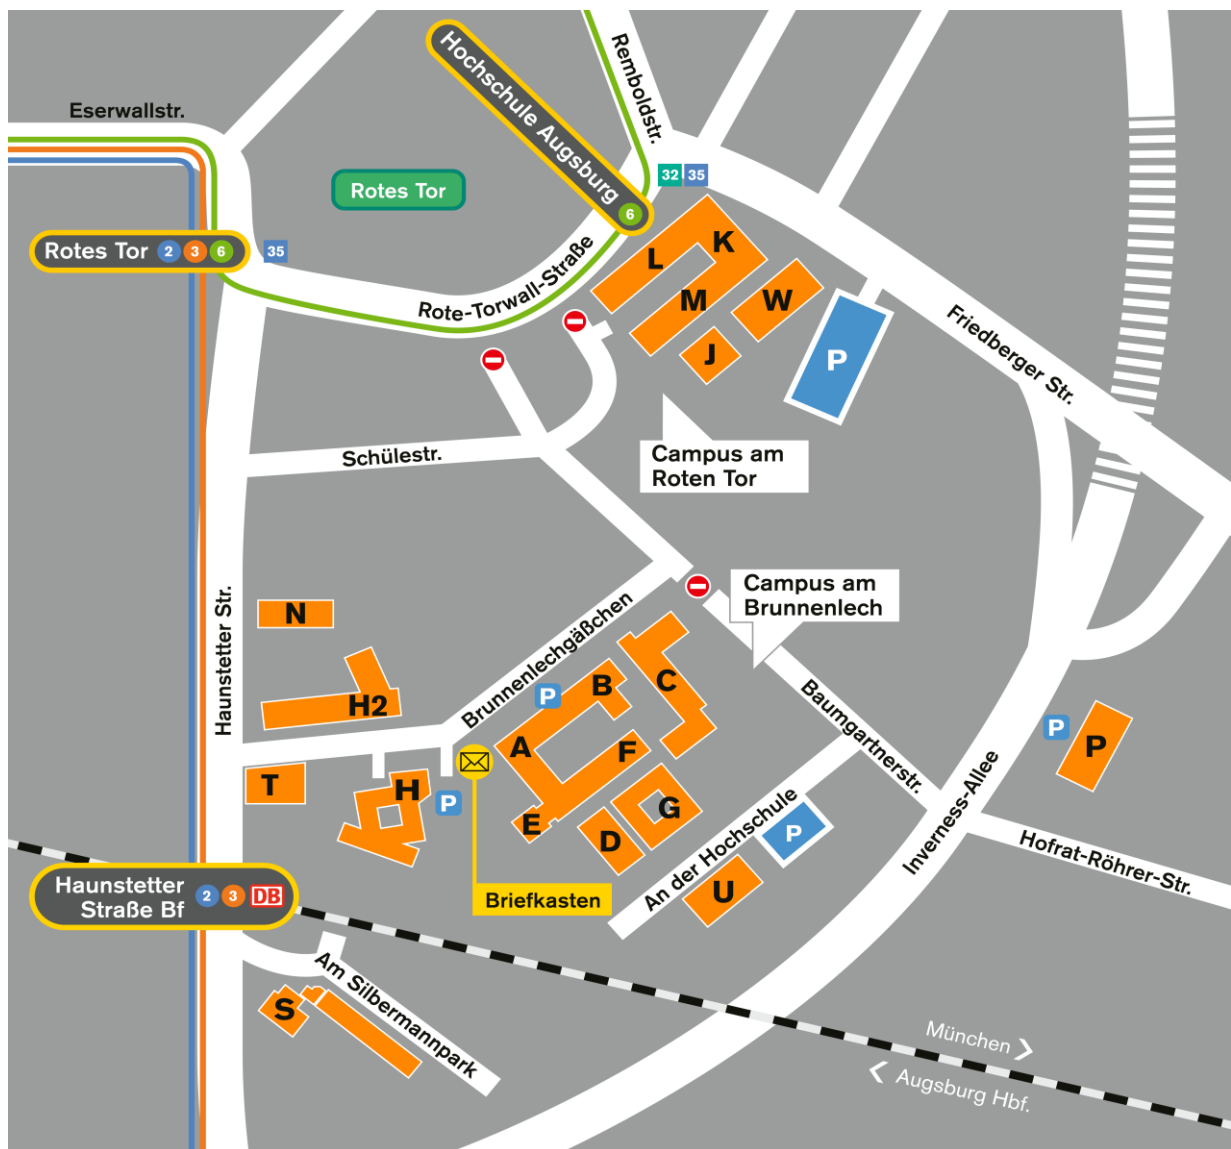 Eserwallstr.
Hochschule Augsburg
6
Remboldstr.
32
35
Rotes Tor
Rotes Tor 2 3 6
35
Rote-Torwall-Straße
L
K
M
W
J
P
Friedberger Str.
Campus am
Roten Tor
Schülestr.
Haunstetter Str.
N
H2
Brunnenlechgäßchen
Campus am
Brunnenlech
P
B
C
A
F
E
D
G
T
H
P
Baumgartnerstr.
P
P
Inverness-Allee
An der Hochschule
P
U
Hofrat-Röhrer-Str.
Haunstetter
Straße Bf
2 3 DB
Briefkasten
Am Silbermannpark
S
München
Augsburg Hbf.